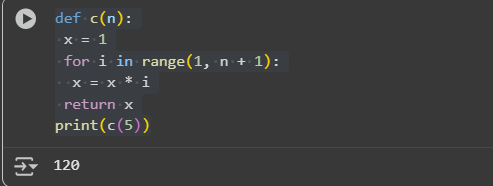 def c(n):
 x = 1
 for i in range(1, n + 1):
  x = x * i
 return x
print(c(5))
120